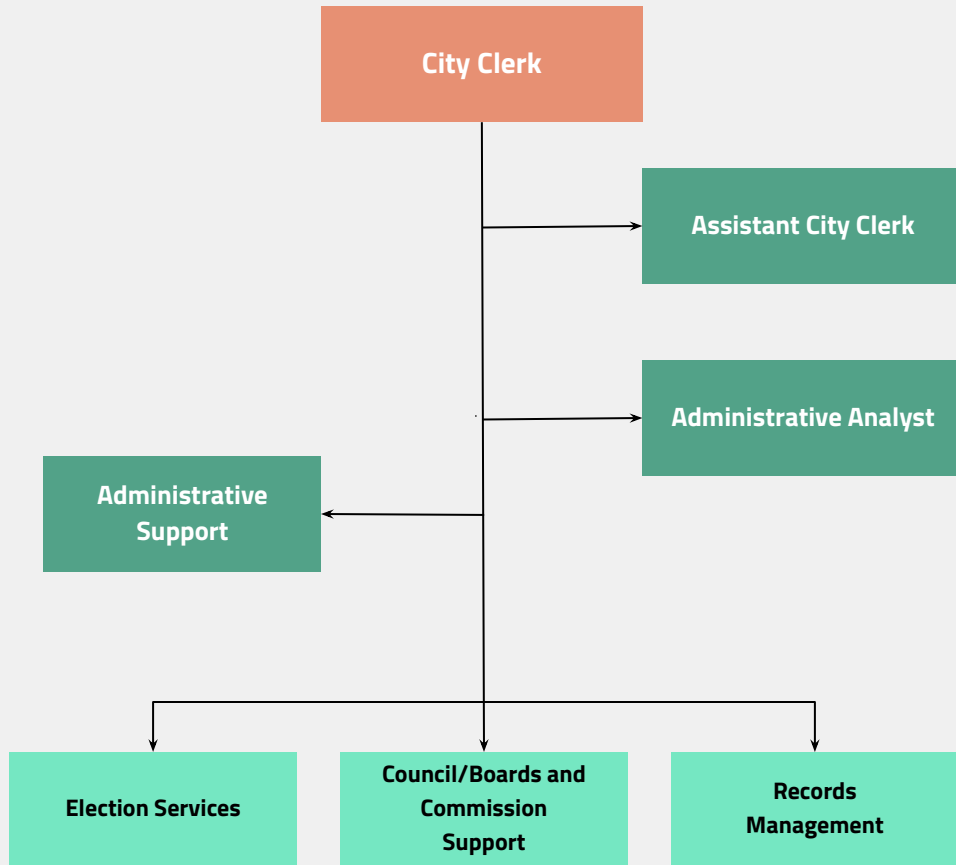 City Clerk
Assistant City Clerk
Administrative Analyst
Administrative
Support
Election Services
Council/Boards and
Commission
Support
Records
Management